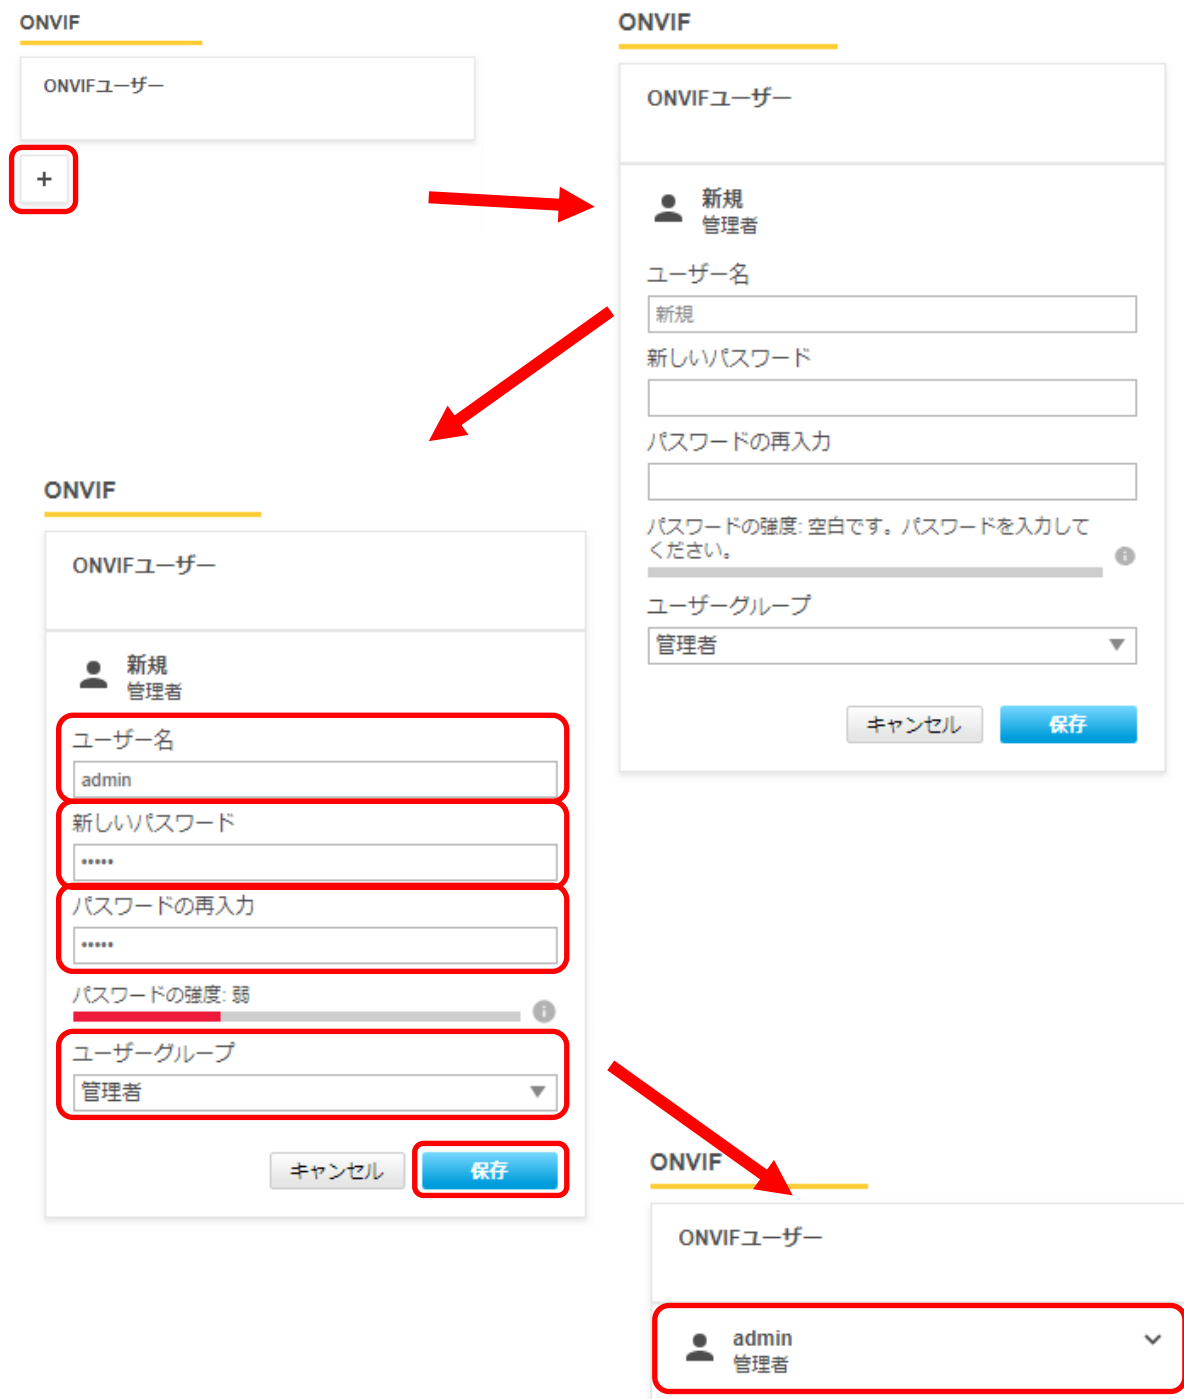 ONVIF
ONVIFユーザー
+
ONVIF
ONVIFユーザー
新規
管理者
ユーザー名
新規
新しいパスワード
パスワードの再入力
パスワードの強度: 空白です。パスワードを入力して
ください。
ユーザーグループ
管理者
キャンセル
保存
ONVIF
ONVIFユーザー
新規
管理者
ユーザー名
admin
新しいパスワード
•••••
パスワードの再入力
•••••
パスワードの強度: 弱
ユーザーグループ
管理者
キャンセル
保存
ONVIF
ONVIFユーザー
admin
管理者